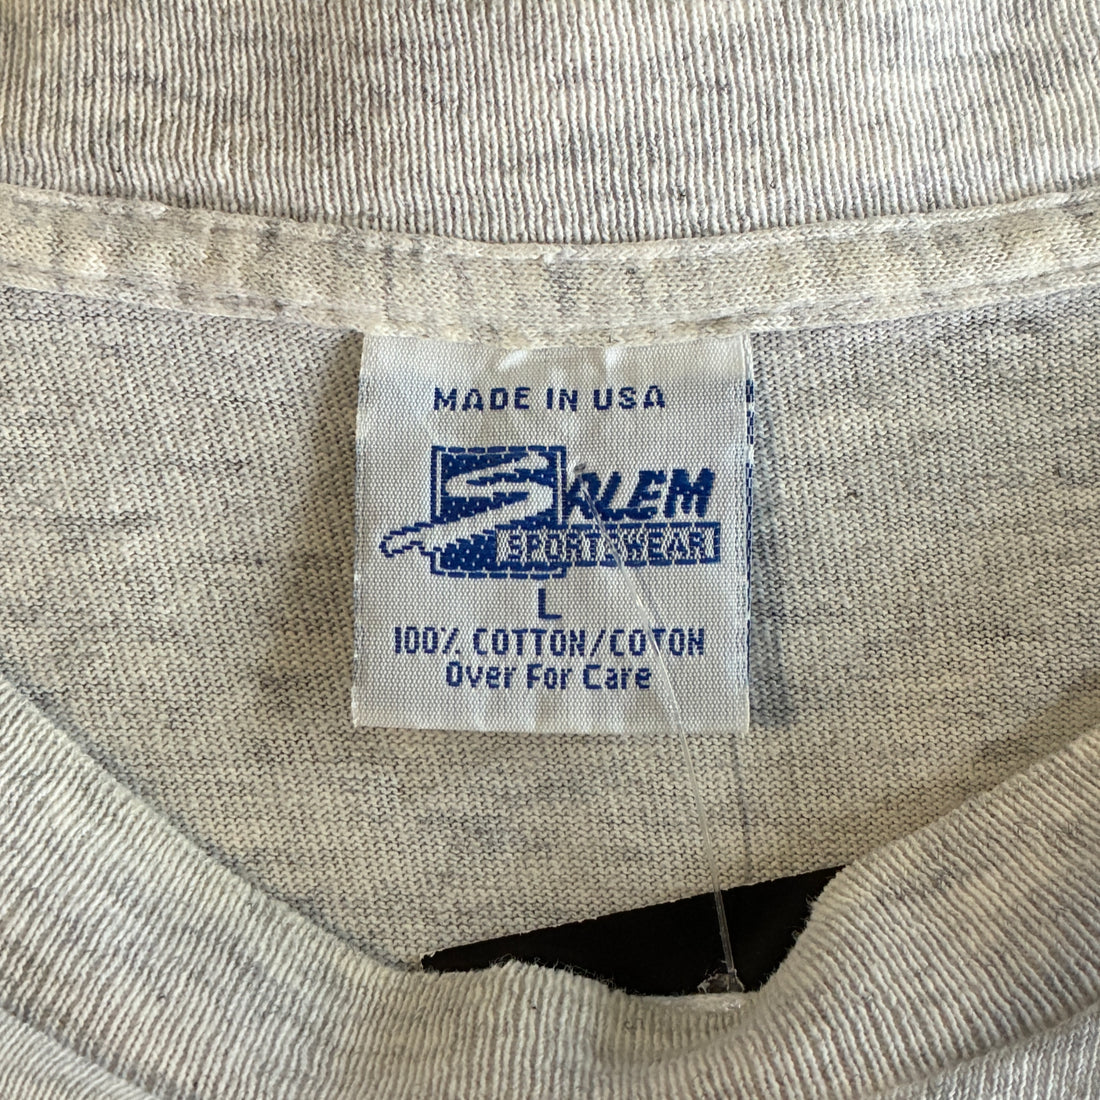 MADE IN USA
SALEM
SPORTSWEAR
L
100% COTTON/COTON
Over For Care